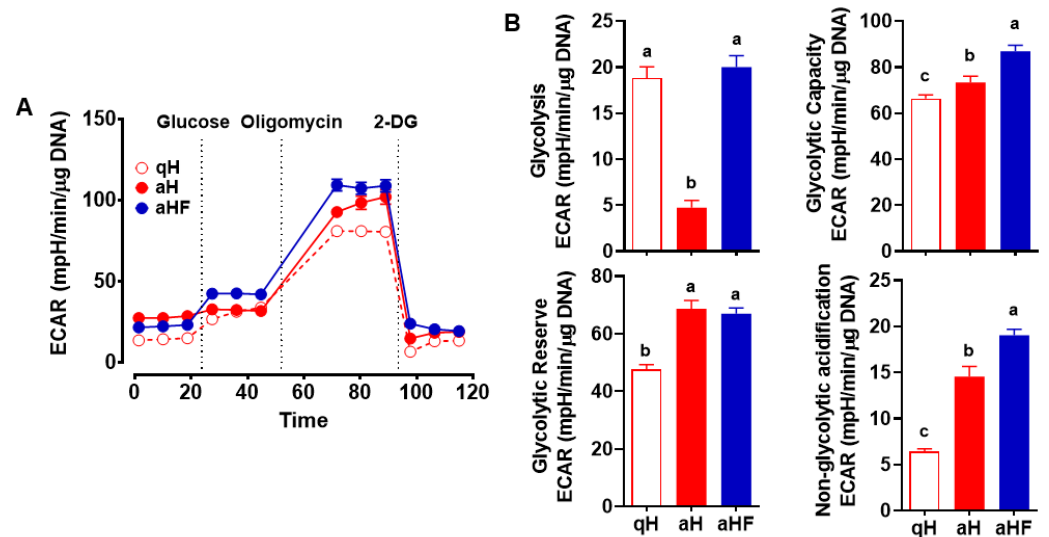 A
ECAR (mpH/min/µg DNA)
150
100
50
0
Glucose Oligomycin 2-DG
qH
aH
aHF
0 20 40 60 80 100 120
Time
B
Glycolysis
ECAR (mpH/min/µg DNA)
25
20
15
10
5
0
a
b
a
Glycolytic Capacity
ECAR (mpH/min/µg DNA)
100
80
60
40
20
0
c
b
a
Glycolytic Reserve
ECAR (mpH/min/µg DNA)
80
60
40
20
0
b
a
a
qH aH aHF
Non-glycolytic acidification
ECAR (mpH/min/µg DNA)
25
20
15
10
5
0
c
b
a
qH aH aHF